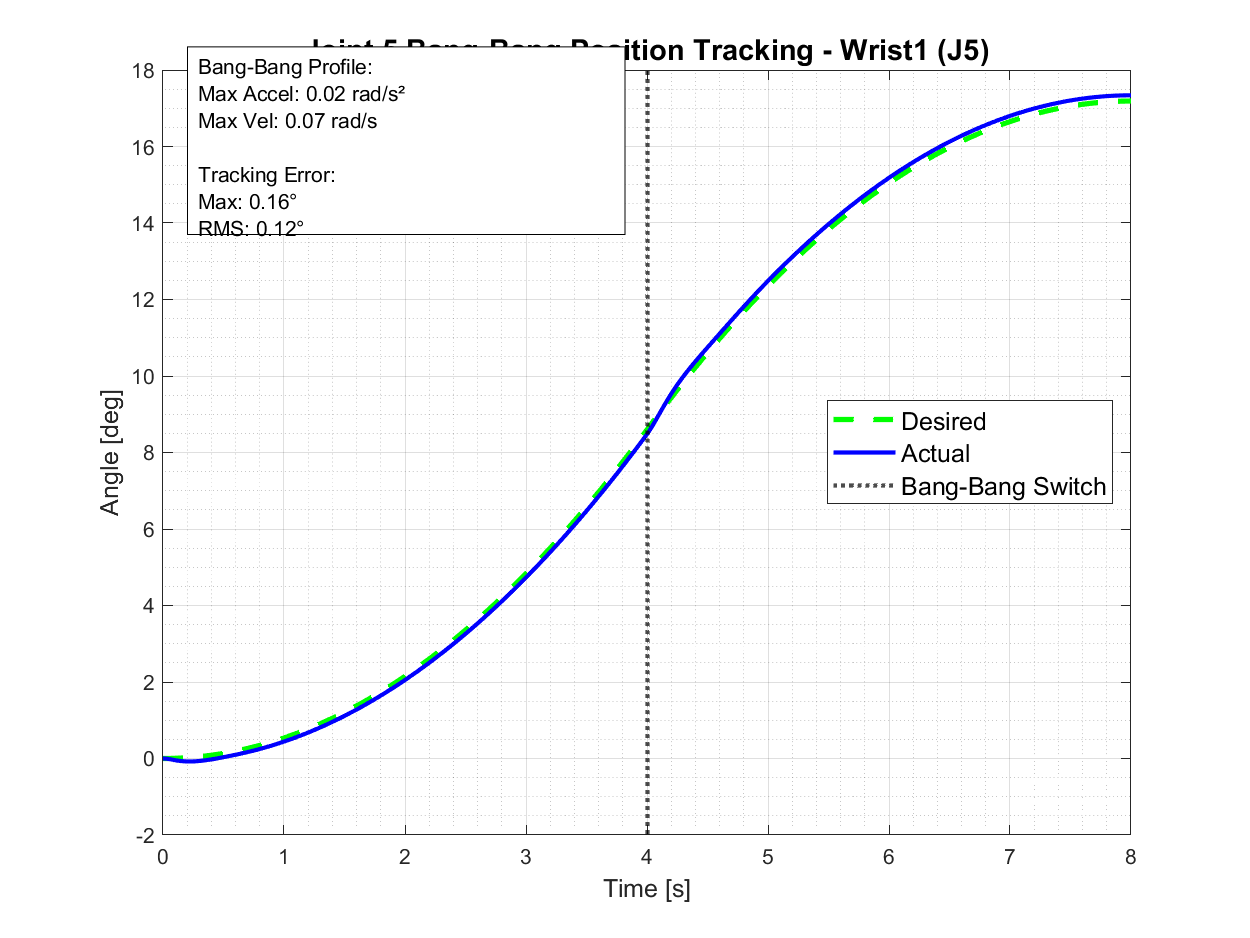 Joint 5 Bang-Bang Position Tracking - Wrist1 (J5)
Bang-Bang Profile:
Max Accel: 0.02 rad/s²
Max Vel: 0.07 rad/s
Tracking Error:
Max: 0.16°
RMS: 0.12°
18
16
14
12
10
8
6
4
2
0
-2
Angle [deg]
Desired
Actual
Bang-Bang Switch
0 1 2 3 4 5 6 7 8
Time [s]